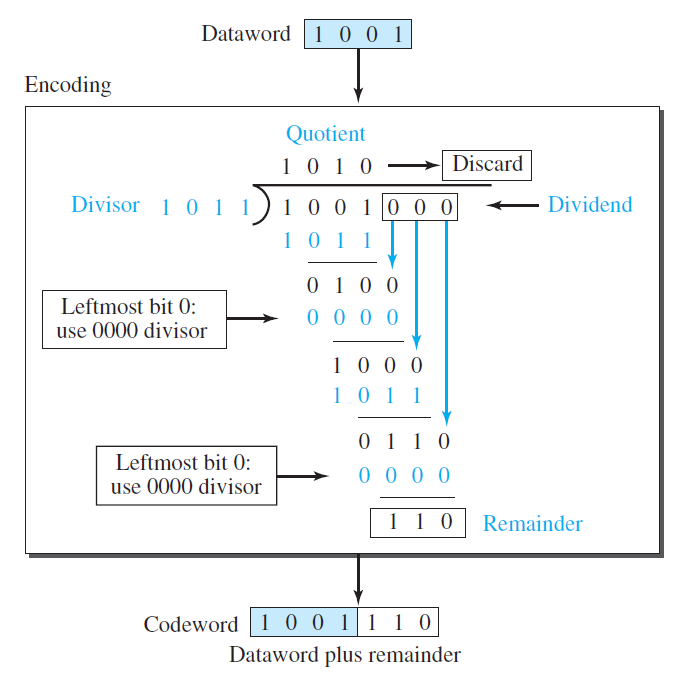 Dataword 1 0 0 1
Encoding
Quotient
1 0 1 0 Discard
Divisor 1 0 1 1 1 0 0 1 0 0 0 Dividend
1 0 1 1
0 1 0 0
Leftmost bit 0:
use 0000 divisor
0 0 0 0
1 0 0 0
1 0 1 1
0 1 1 0
Leftmost bit 0:
use 0000 divisor
0 0 0 0
1 1 0 Remainder
Codeword 1 0 0 1 1 1 0
Dataword plus remainder